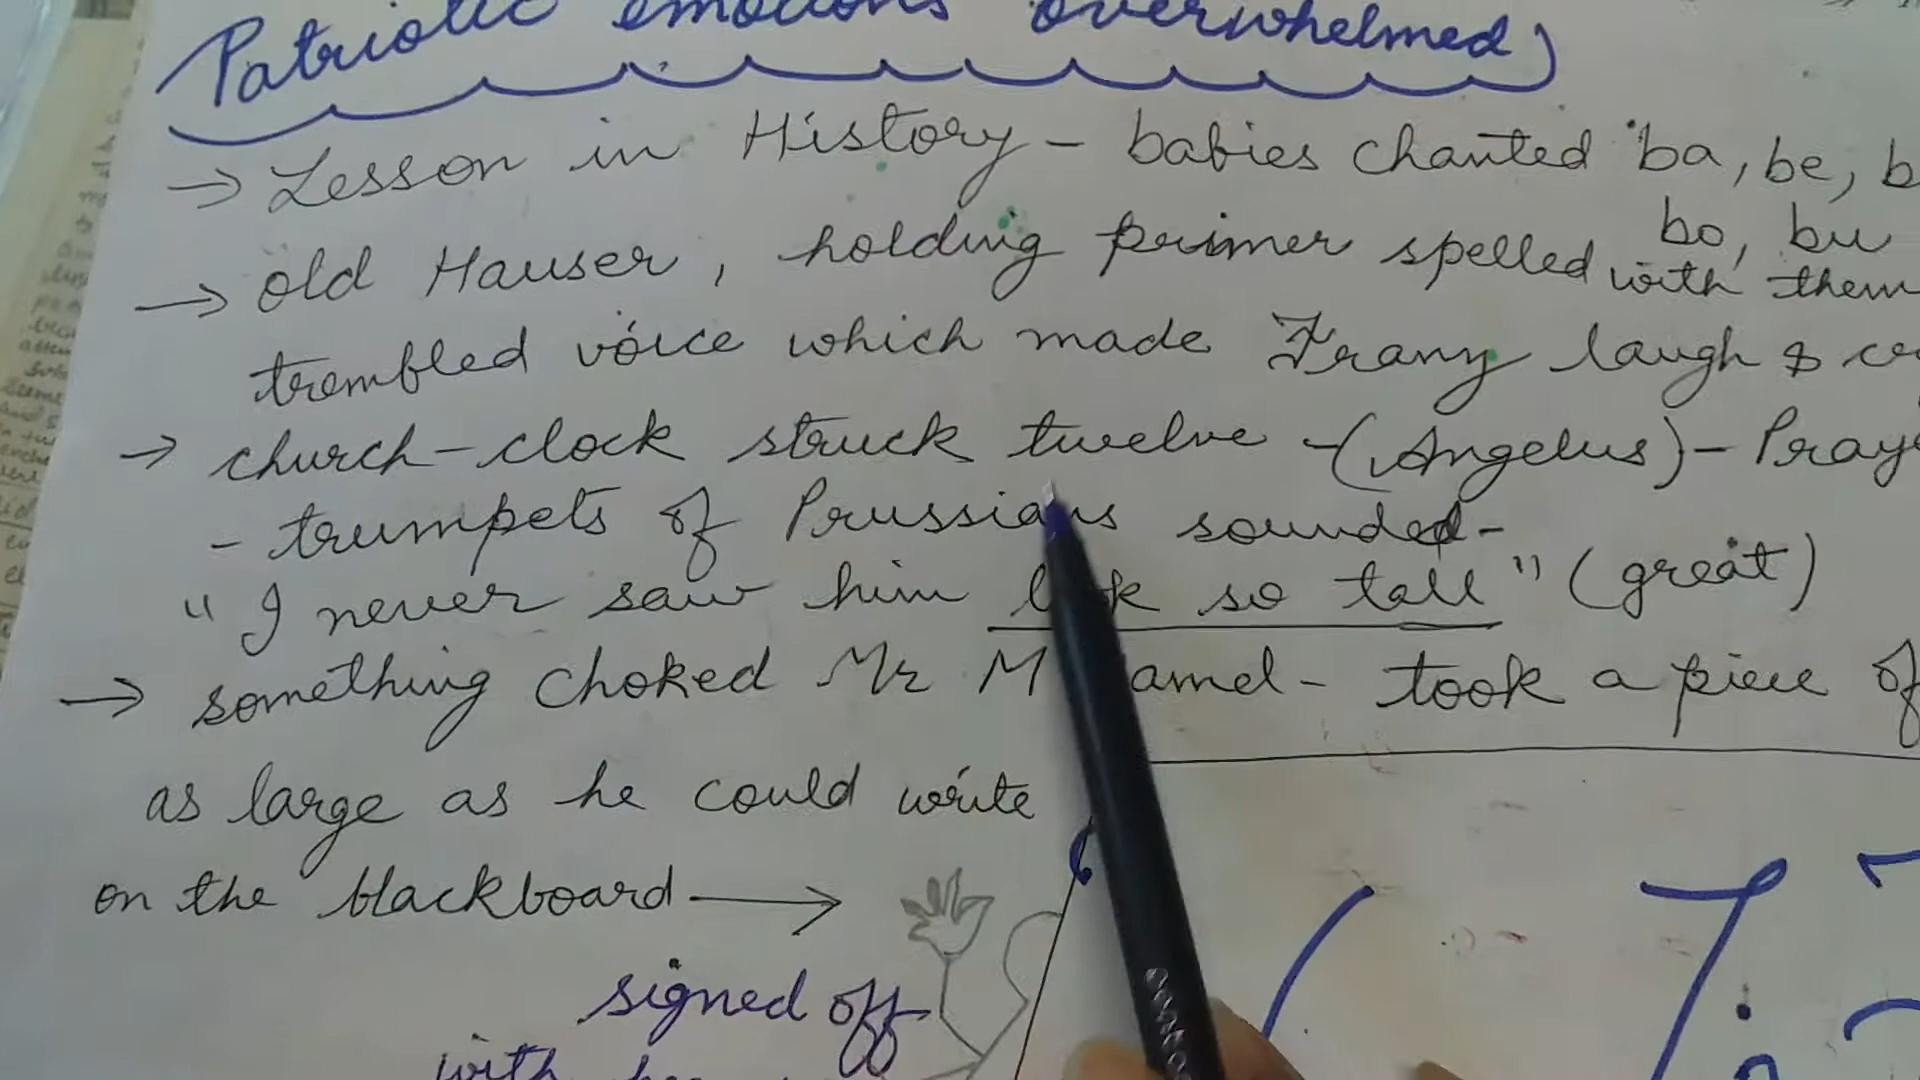 Patriotic emotions overwhelmed)
→ Lesson in History - babies chanted 'ba, be, b
bo, bu
→ old Hauser, holding primer spelled with them
trembled voice which made Franz laugh & c
→ church-clock struck twelve - (Angelus) - Pray
- trumpets of Prussians sounded -
"I never saw him look so tall" (great)
→ something choked Mr Hamel - took a piece of
as large as he could write
on the blackboard →
signed off
with